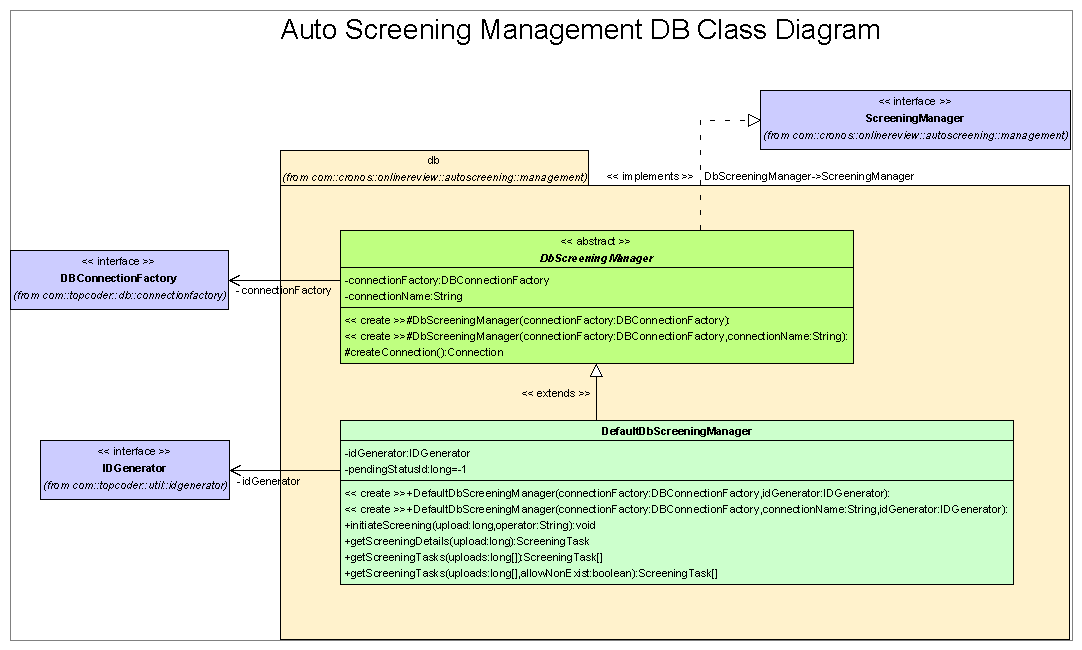 Auto Screening Management DB Class Diagram
<< interface >>
ScreeningManager
(from com::cronos::onlinereview::autoscreening::management)
db
(from com::cronos::onlinereview::autoscreening::management)
<< implements >> DbScreeningManager->ScreeningManager
<< abstract >>
DbScreeningManager
-connectionFactory:DBConnectionFactory
-connectionName:String
<< create >>#DbScreeningManager(connectionFactory:DBConnectionFactory):
<< create >>#DbScreeningManager(connectionFactory:DBConnectionFactory,connectionName:String):
#createConnection():Connection
<< interface >>
DBConnectionFactory
(from com::topcoder::db::connectionfactory)
-connectionFactory
<< extends >>
DefaultDbScreeningManager
-idGenerator:IDGenerator
-pendingStatusId:long=-1
<< create >>+DefaultDbScreeningManager(connectionFactory:DBConnectionFactory,idGenerator:IDGenerator):
<< create >>+DefaultDbScreeningManager(connectionFactory:DBConnectionFactory,connectionName:String,idGenerator:IDGenerator):
+initiateScreening(upload:long,operator:String):void
+getScreeningDetails(upload:long):ScreeningTask
+getScreeningTasks(uploads:long[]):ScreeningTask[]
+getScreeningTasks(uploads:long[],allowNonExist:boolean):ScreeningTask[]
<< interface >>
IDGenerator
(from com::topcoder::util::idgenerator)
-idGenerator